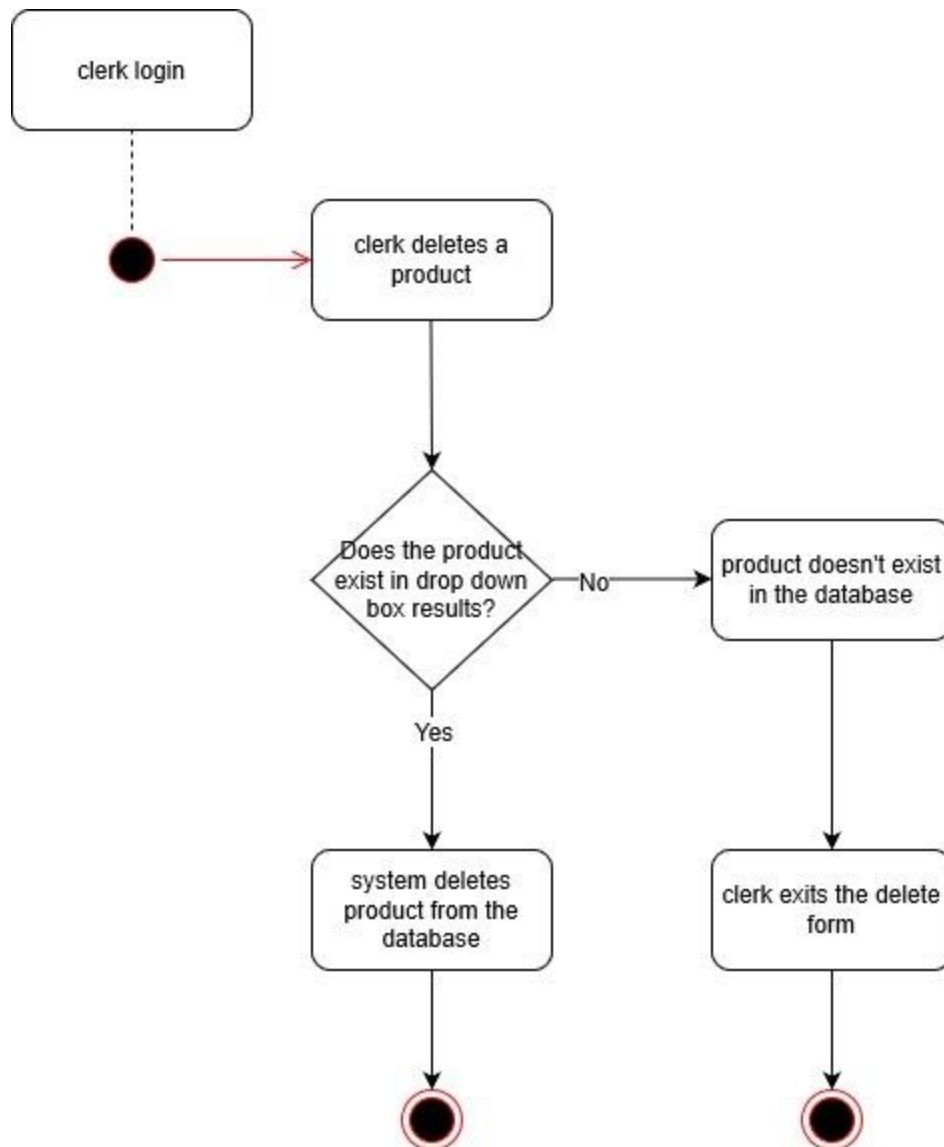 clerk login
clerk deletes a
product
Does the product
exist in drop down
box results?
No
product doesn't exist
in the database
Yes
system deletes
product from the
database
clerk exits the delete
form